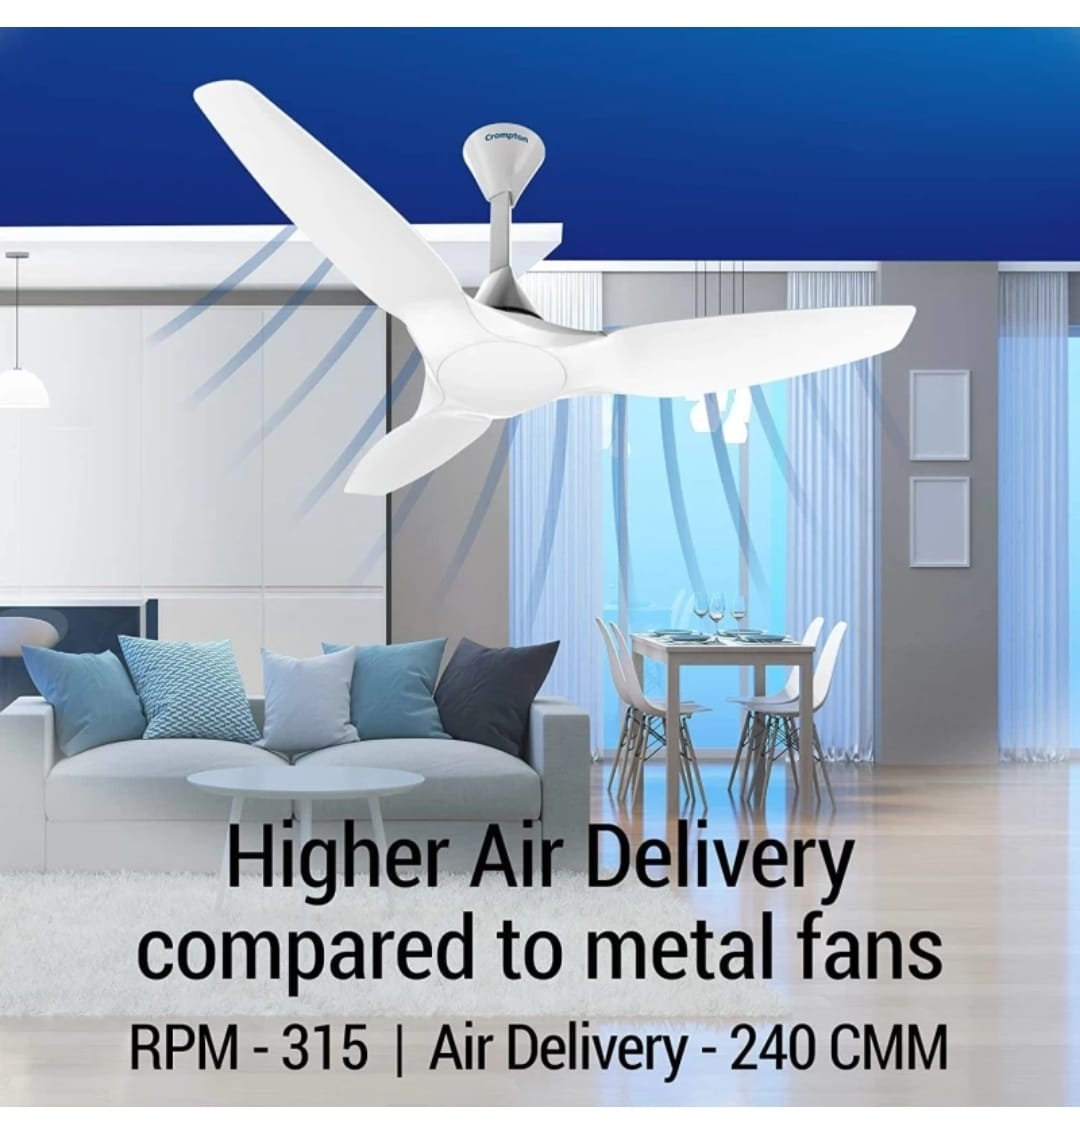 Crompton
Higher Air Delivery
compared to metal fans
RPM - 315 | Air Delivery - 240 CMM